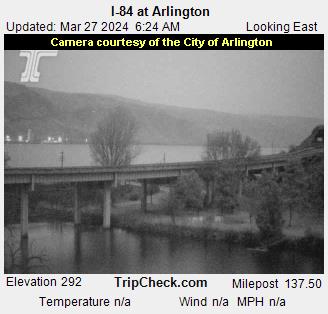 I-84 at Arlington
Updated: Mar 27 2024 6:24 AM Looking East
Camera courtesy of the City of Arlington
Elevation 292 TripCheck.com Milepost 137.50
Temperature n/a Wind n/a MPH n/a